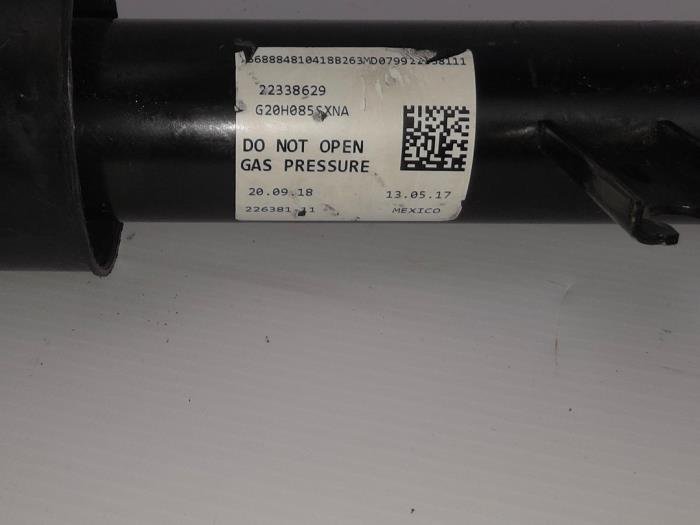 22338629
G20H085SXNA
DO NOT OPEN
GAS PRESSURE
20.09.18
13.05.17
MEXICO